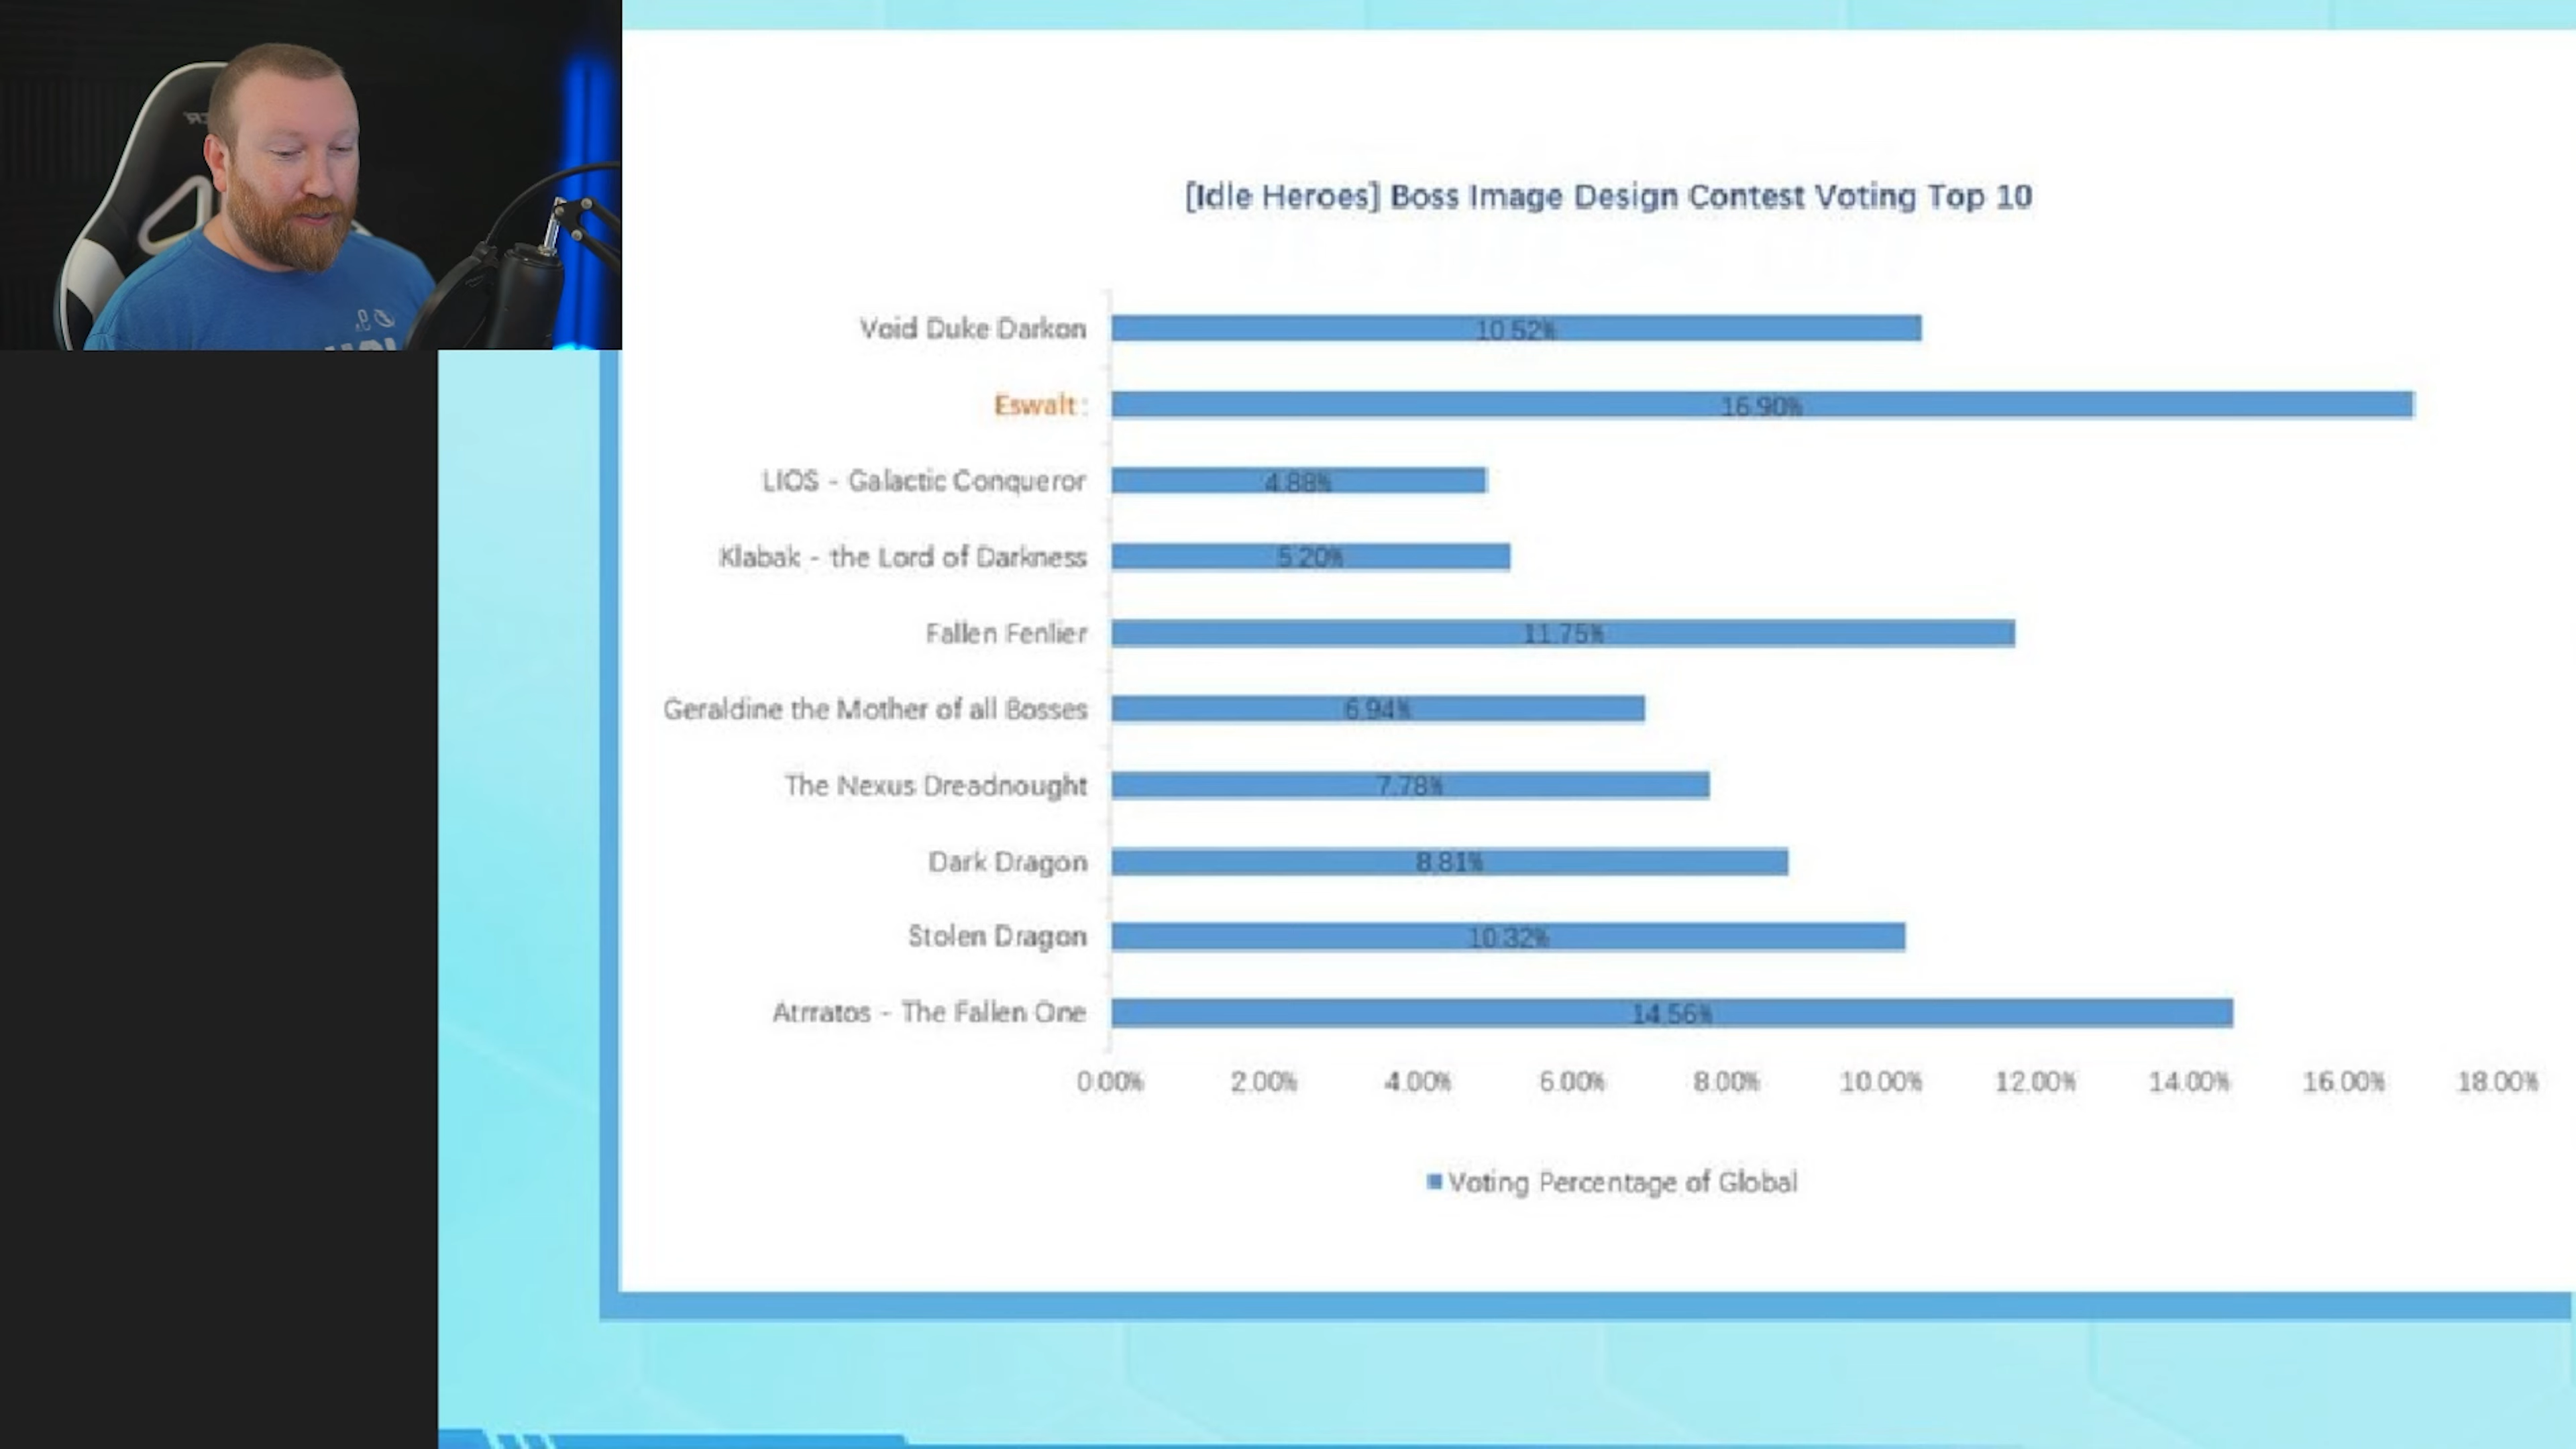 [Idle Heroes] Boss Image Design Contest Voting Top 10
Void Duke Darkon 10.52%
Eswalt : 16.90%
LIOS - Galactic Conqueror 4.88%
Klabak - the Lord of Darkness 5.20%
Fallen Fenlier 11.75%
Geraldine the Mother of all Bosses 6.94%
The Nexus Dreadnought 7.78%
Dark Dragon 8.81%
Stolen Dragon 10.32%
Atrratos - The Fallen One 14.56%
0.00% 2.00% 4.00% 6.00% 8.00% 10.00% 12.00% 14.00% 16.00% 18.00%
Voting Percentage of Global